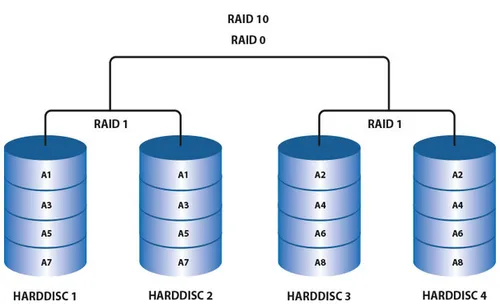 RAID 10
RAID 0
RAID 1 RAID 1
A1 A1 A2 A2
A3 A3 A4 A4
A5 A5 A6 A6
A7 A7 A8 A8
HARDDISC 1 HARDDISC 2 HARDDISC 3 HARDDISC 4